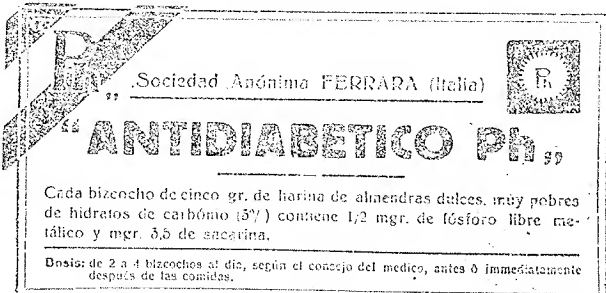 Ph „
Sociedad Anónima FERRARA (Italia)
Ph
“ANTIDIABETICO Ph„
Cada bizcocho de cinco gr. de harina de almendras dulces, muy pobres
de hidratos de carbómo (5%) contiene 1/2 mgr. de fósforo libre me-
tálico y mgr. 3,5 de sacarina.
Dosis: de 2 a 4 bizcochos al dia, según el consejo del medico, antes ò immediatamente
después de las comidas.